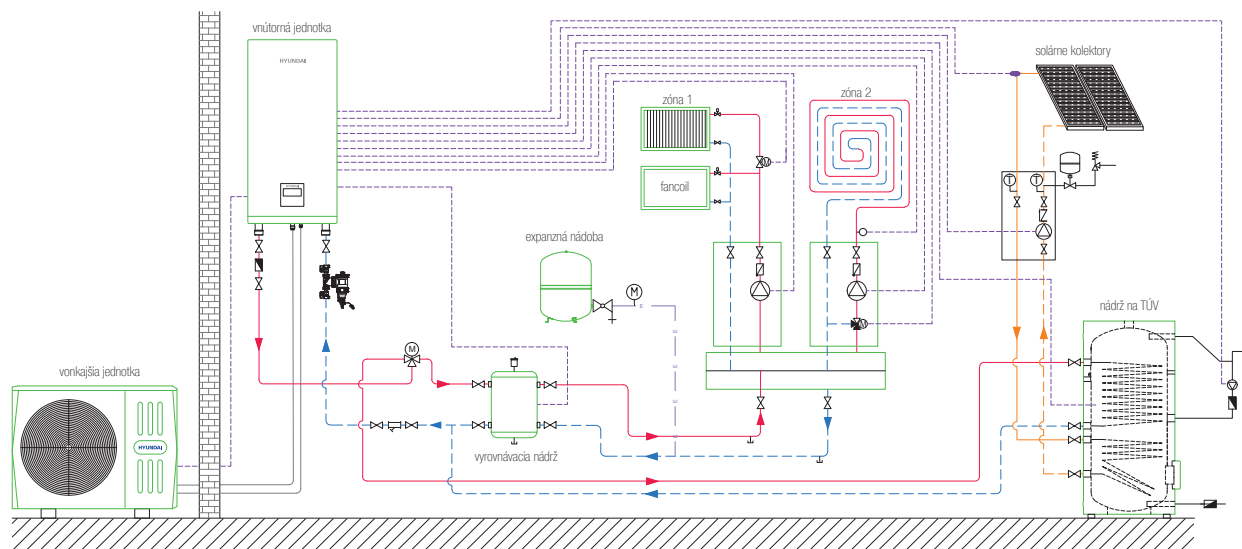 vnútorná jednotka
HYUNDAI
solárne kolektory
zóna 1
zóna 2
fancoil
T
T
expanzná nádoba
M
E
E
E
E
nádrž na TÚV
M
vonkajšia jednotka
HYUNDAI
vyrovnávacia nádrž